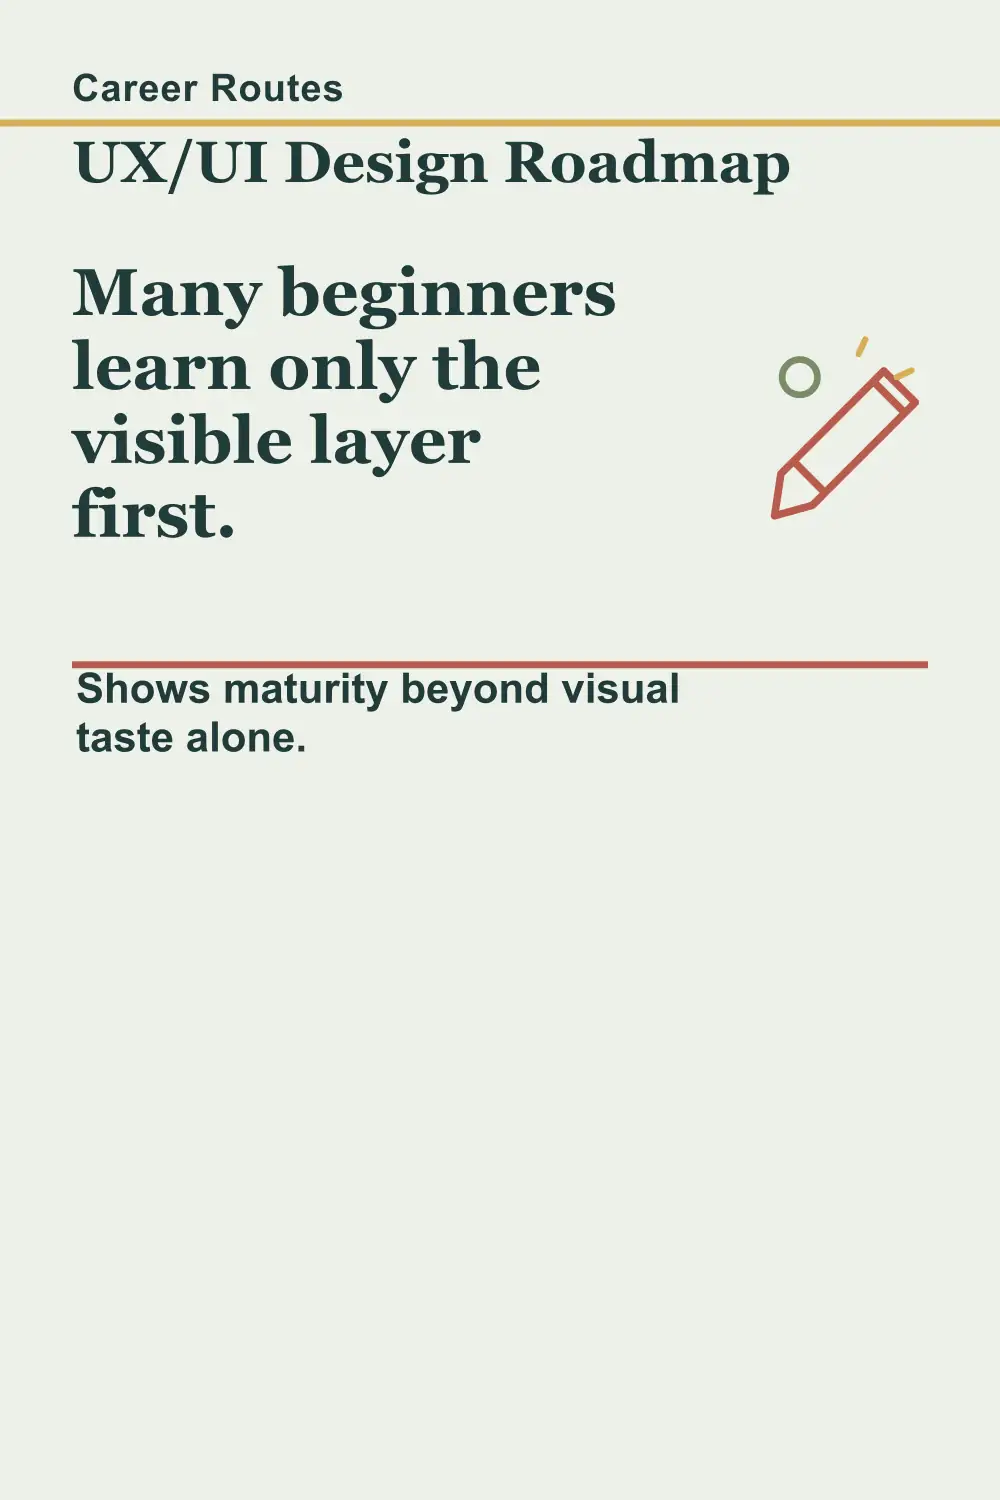 Career Routes
UX/UI Design Roadmap
Many beginners
learn only the
visible layer
first.
Shows maturity beyond visual
taste alone.